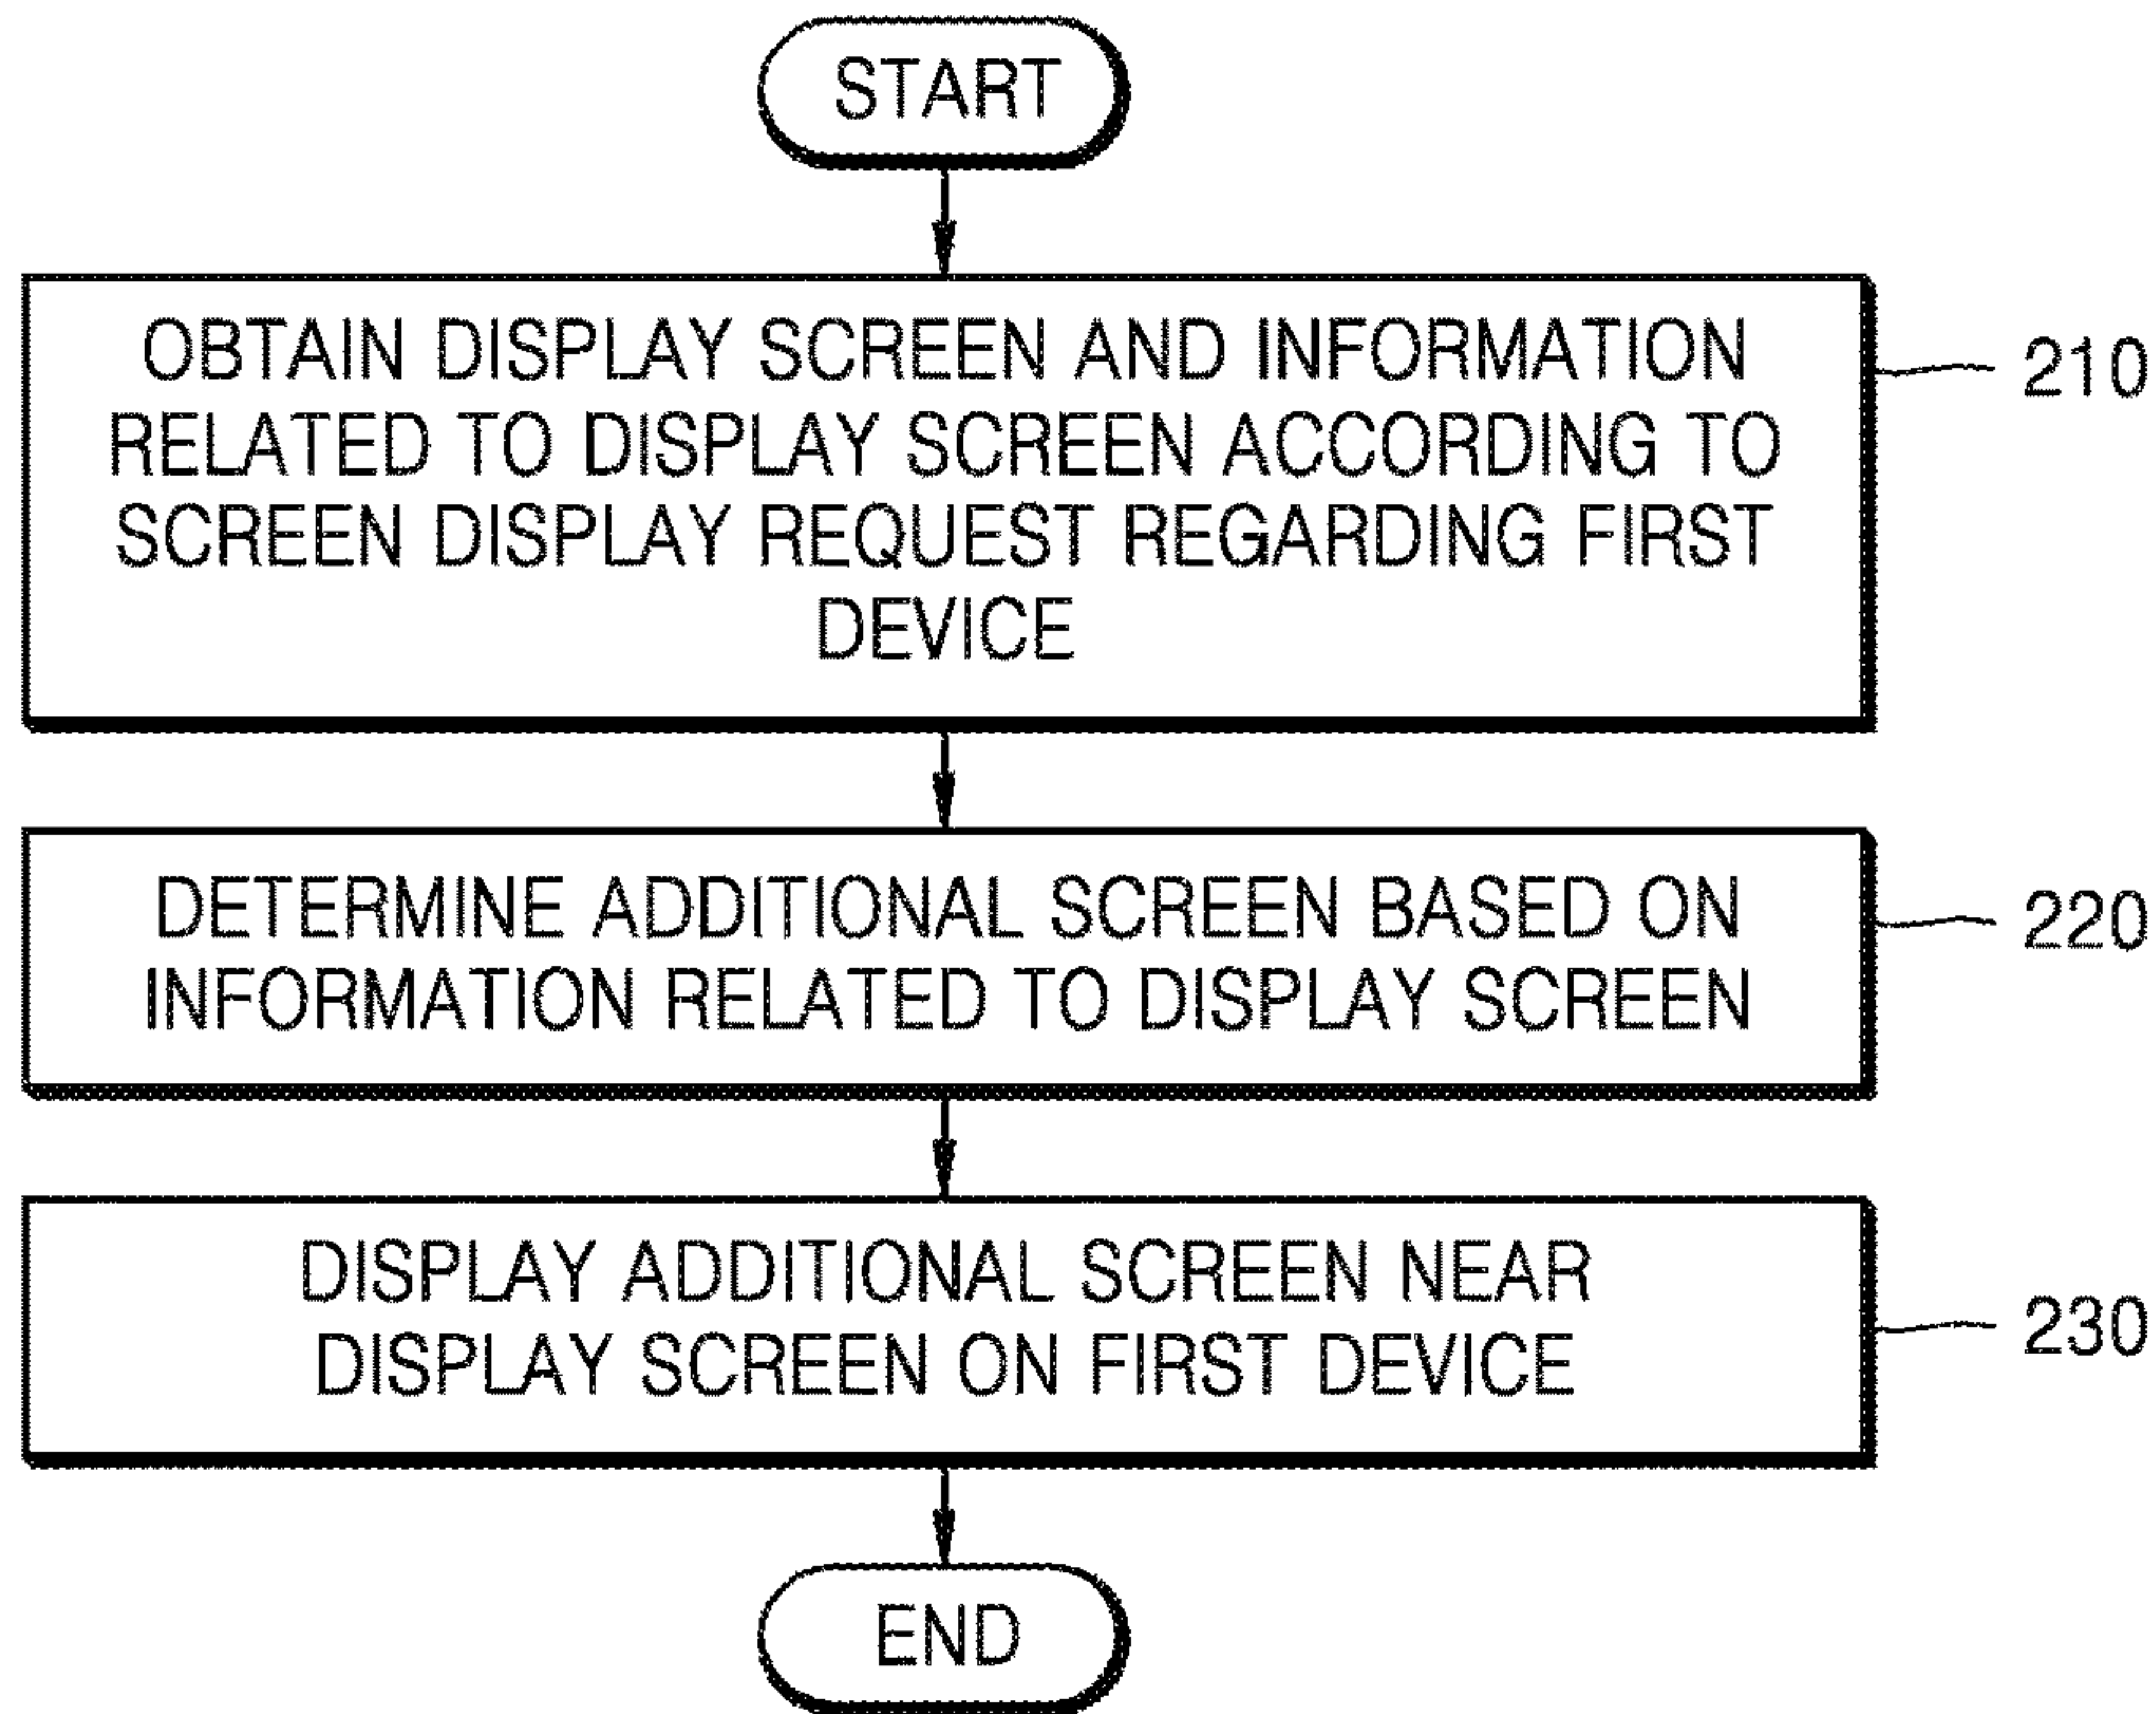 START
OBTAIN DISPLAY SCREEN AND INFORMATION
RELATED TO DISPLAY SCREEN ACCORDING TO
SCREEN DISPLAY REQUEST REGARDING FIRST
DEVICE
210
DETERMINE ADDITIONAL SCREEN BASED ON
INFORMATION RELATED TO DISPLAY SCREEN
220
DISPLAY ADDITIONAL SCREEN NEAR
DISPLAY SCREEN ON FIRST DEVICE
230
END